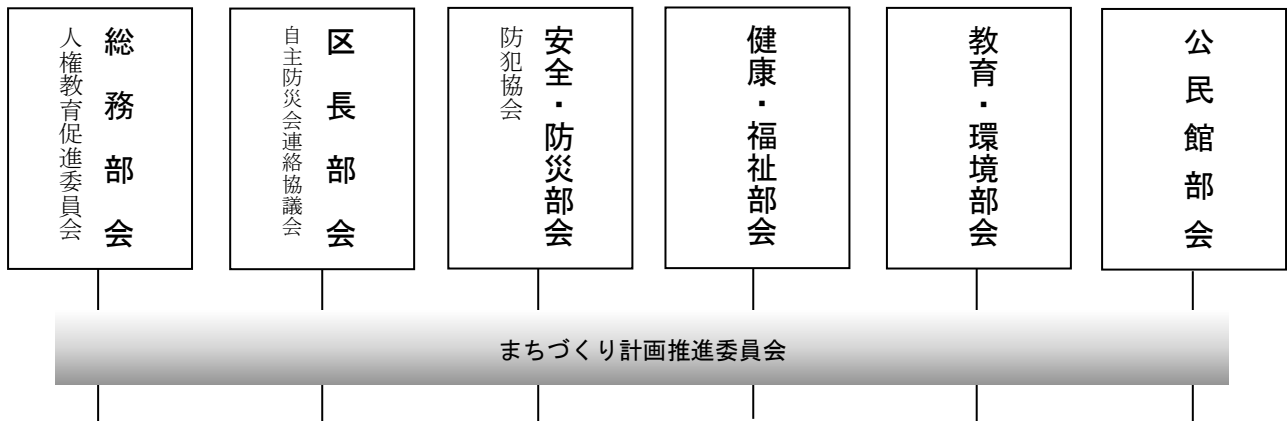 総務部会
人権教育促進委員会
区長部会
自主防災会連絡協議会
安全・防災部会
防犯協会
健康・福祉部会
教育・環境部会
公民館部会
まちづくり計画推進委員会